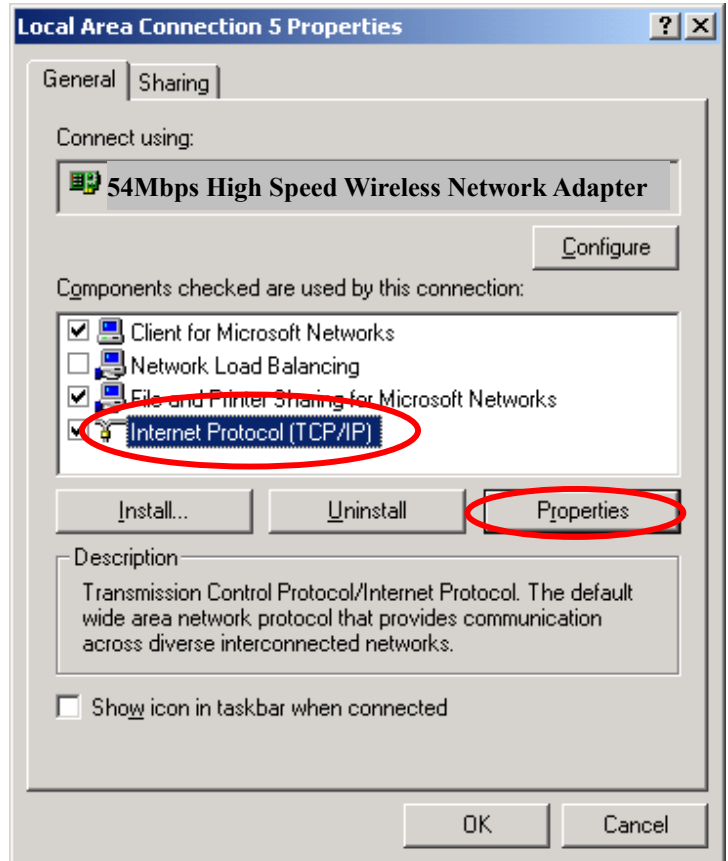 Local Area Connection 5 Properties
General
Sharing
Connect using:
54Mbps High Speed Wireless Network Adapter
Configure
Components checked are used by this connection:
Client for Microsoft Networks
Network Load Balancing
File and Printer Sharing for Microsoft Networks
Internet Protocol (TCP/IP)
Install...
Uninstall
Properties
Description
Transmission Control Protocol/Internet Protocol. The default
wide area network protocol that provides communication
across diverse interconnected networks.
Show icon in taskbar when connected
OK
Cancel